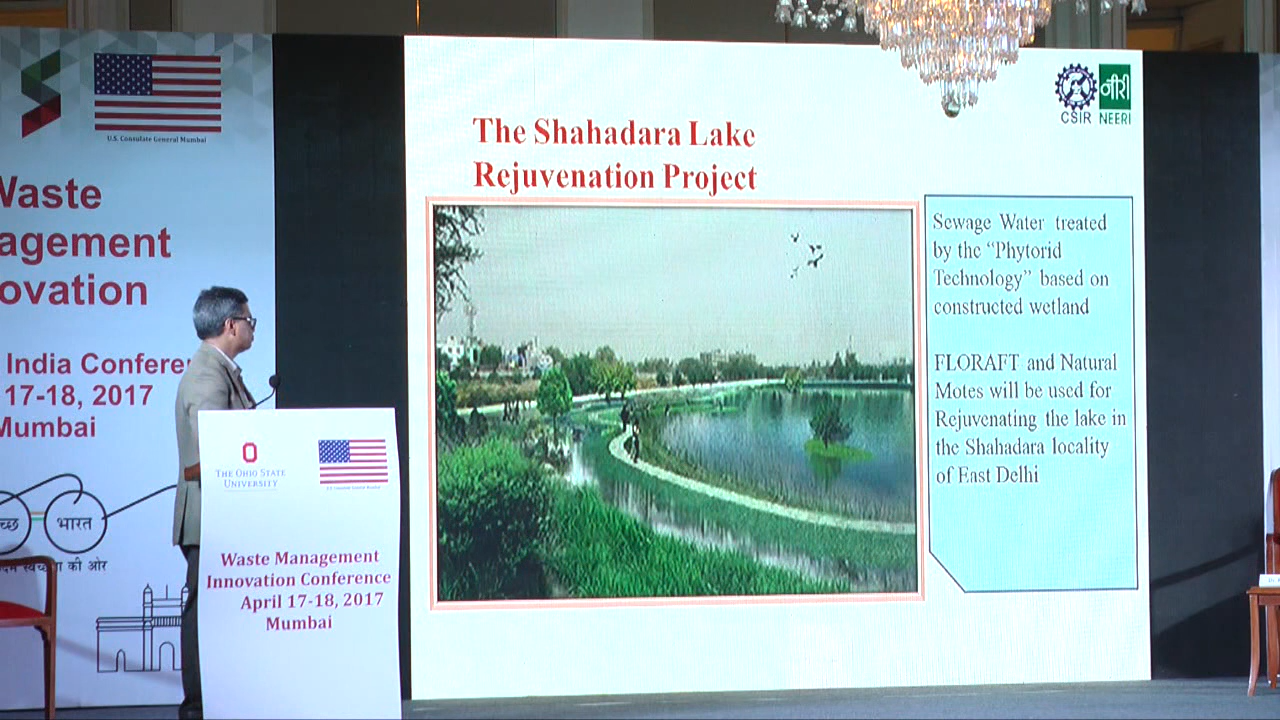 U.S. Consulate General Mumbai
Waste
agement
ovation
India Confere
17-18, 2017
Mumbai
च्छ
भारत
स्वच्छ
की ओर
THE OHIO STATE
UNIVERSITY
Waste Management
Innovation Conference
April 17-18, 2017
Mumbai
The Shahadara Lake
Rejuvenation Project
CSIR
नीरी
NEERI
Sewage Water treated
by the “Phytorid
Technology” based on
constructed wetland
FLORAFT and Natural
Motes will be used for
Rejuvenating the lake in
the Shahadara locality
of East Delhi